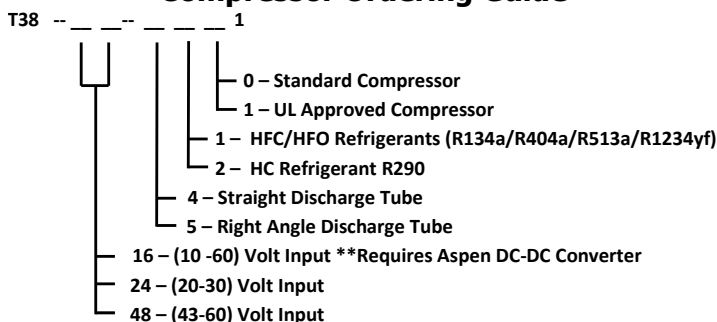 Compressor Ordering Guide
T38 -- __ __-- __ __ __ 1
0 – Standard Compressor
1 – UL Approved Compressor
1 – HFC/HFO Refrigerants (R134a/R404a/R513a/R1234yf)
2 – HC Refrigerant R290
4 – Straight Discharge Tube
5 – Right Angle Discharge Tube
16 – (10 -60) Volt Input **Requires Aspen DC-DC Converter
24 – (20-30) Volt Input
48 – (43-60) Volt Input